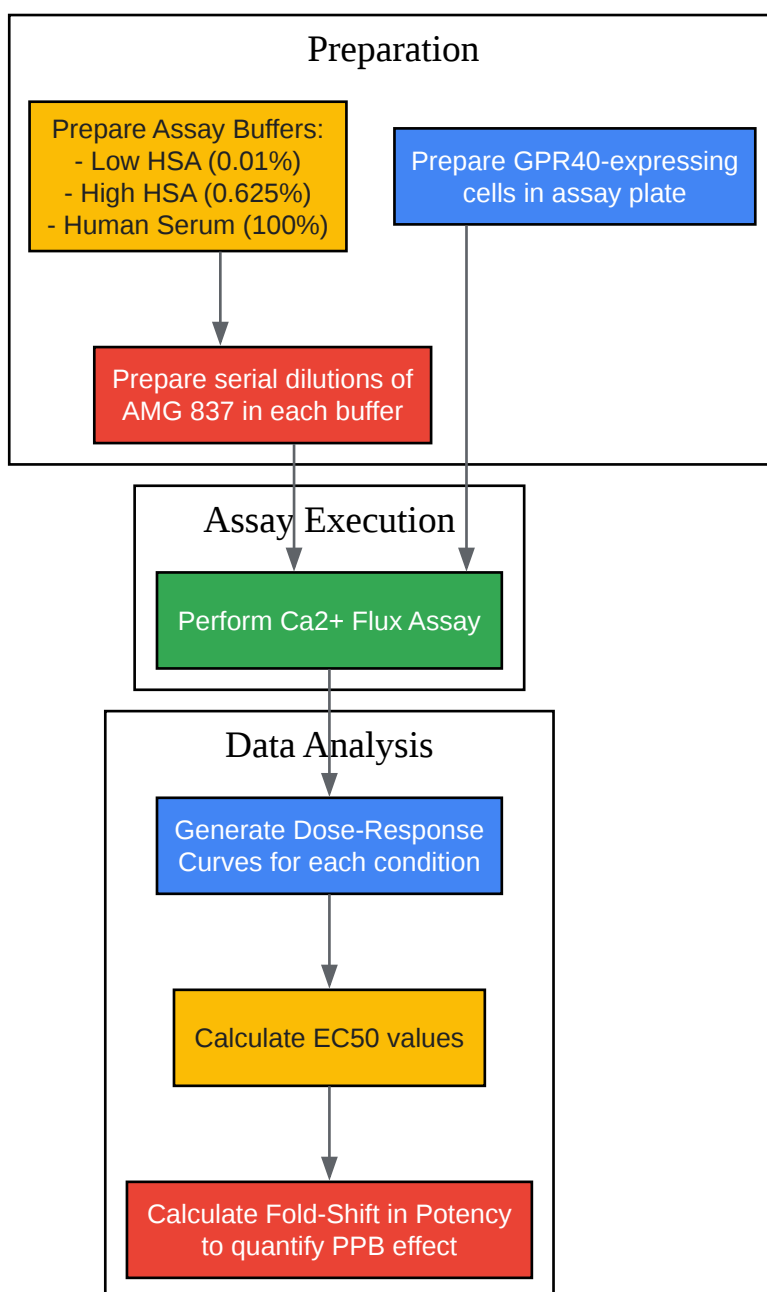 Preparation
Prepare Assay Buffers:
- Low HSA (0.01%)
- High HSA (0.625%)
- Human Serum (100%)
Prepare GPR40-expressing
cells in assay plate
Prepare serial dilutions of
AMG 837 in each buffer
Assay Execution
Perform Ca2+ Flux Assay
Data Analysis
Generate Dose-Response
Curves for each condition
Calculate EC50 values
Calculate Fold-Shift in Potency
to quantify PPB effect